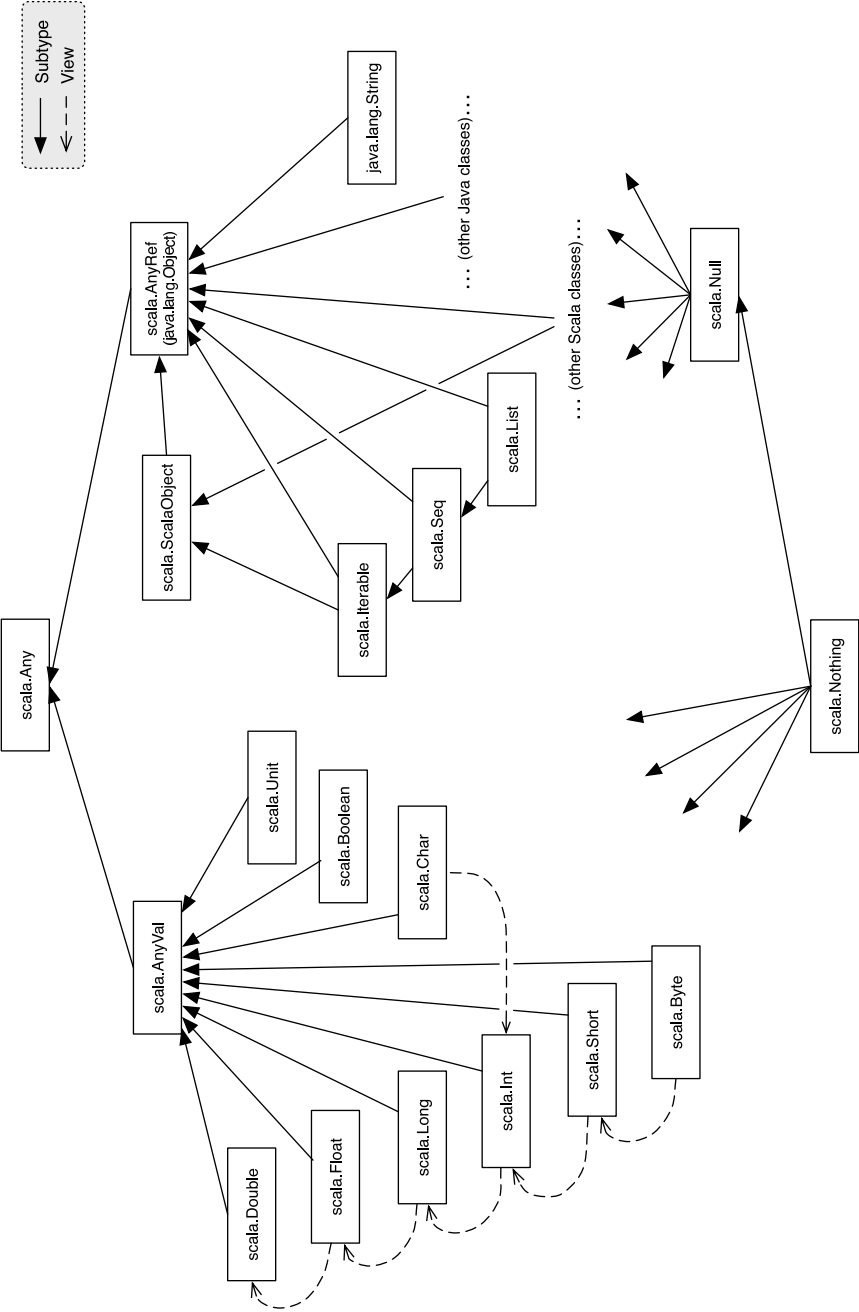 Subtype
View
scala.Any
scala.AnyVal
scala.AnyRef
(java.lang.Object)
scala.Double
scala.Unit
scala.ScalaObject
java.lang.String
scala.Float
scala.Boolean
scala.Iterable
... (other Java classes)...
scala.Long
scala.Char
scala.Seq
scala.Int
scala.List
... (other Scala classes)...
scala.Short
scala.Byte
scala.Null
scala.Nothing